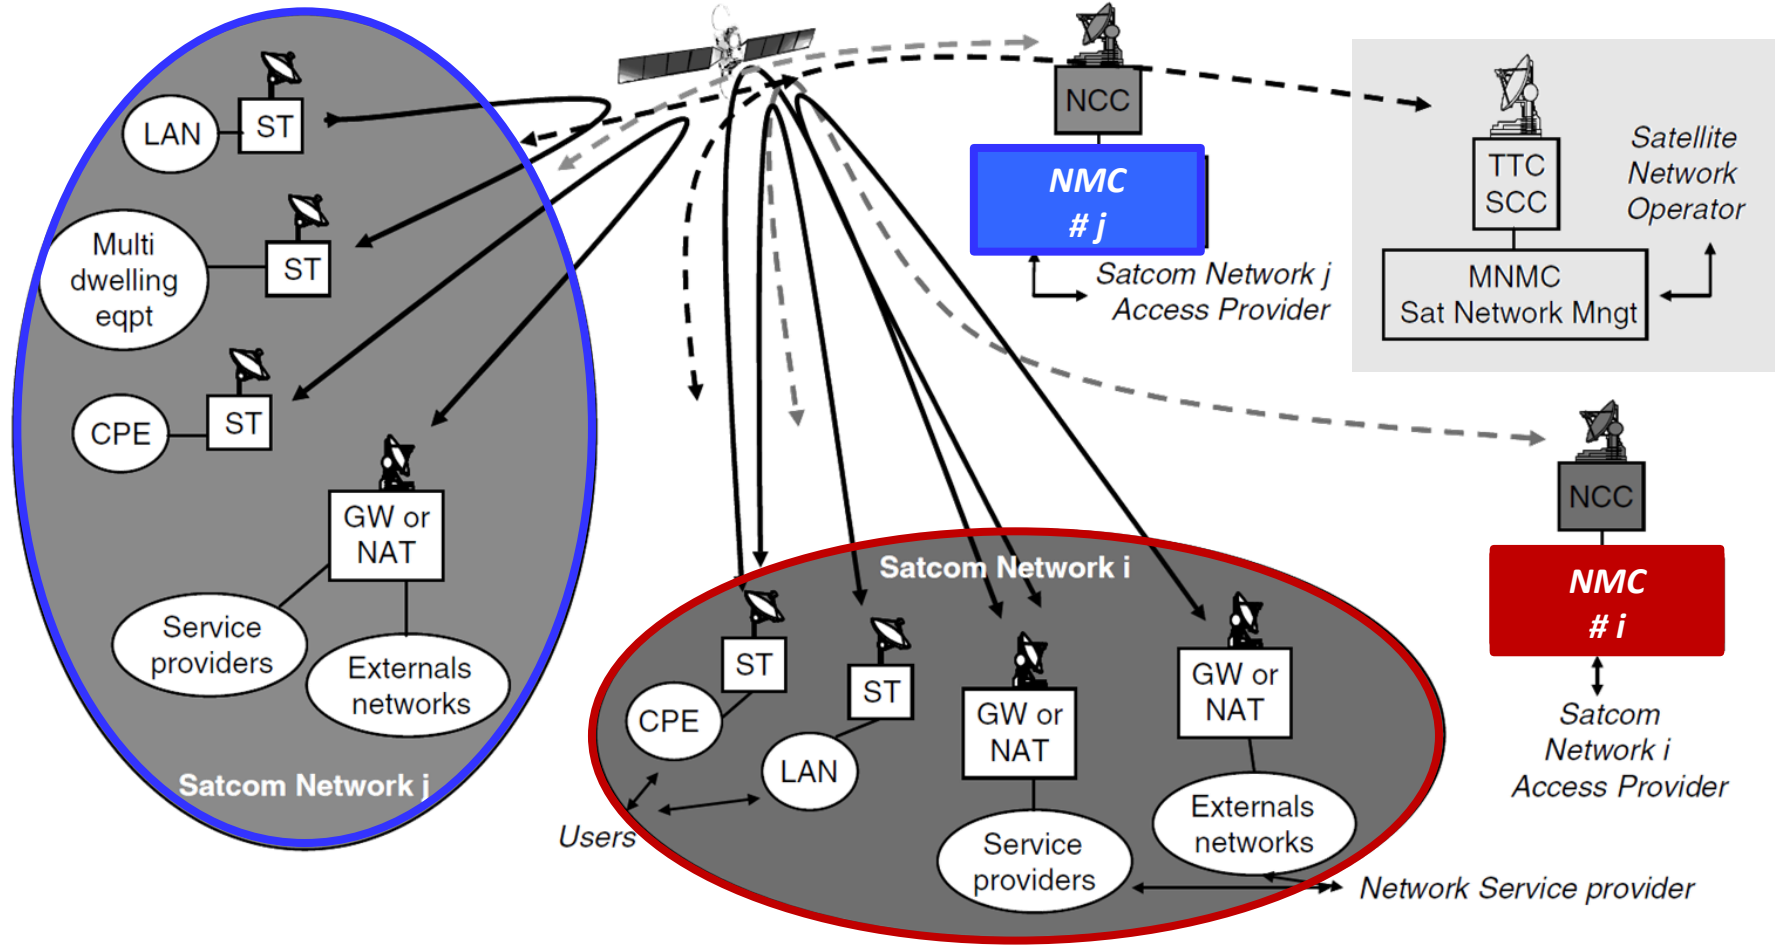 LAN
ST
Multi
dwelling
eqpt
ST
CPE
ST
GW or
NAT
Service
providers
Externals
networks
Satcom Network j
NCC
NMC
# j
Satcom Network j
Access Provider
TTC
SCC
Satellite
Network
Operator
MNMC
Sat Network Mngt
NCC
NMC
# i
Satcom
Network i
Access Provider
Satcom Network i
ST
CPE
ST
LAN
GW or
NAT
GW or
NAT
Service
providers
Externals
networks
Users
Network Service provider